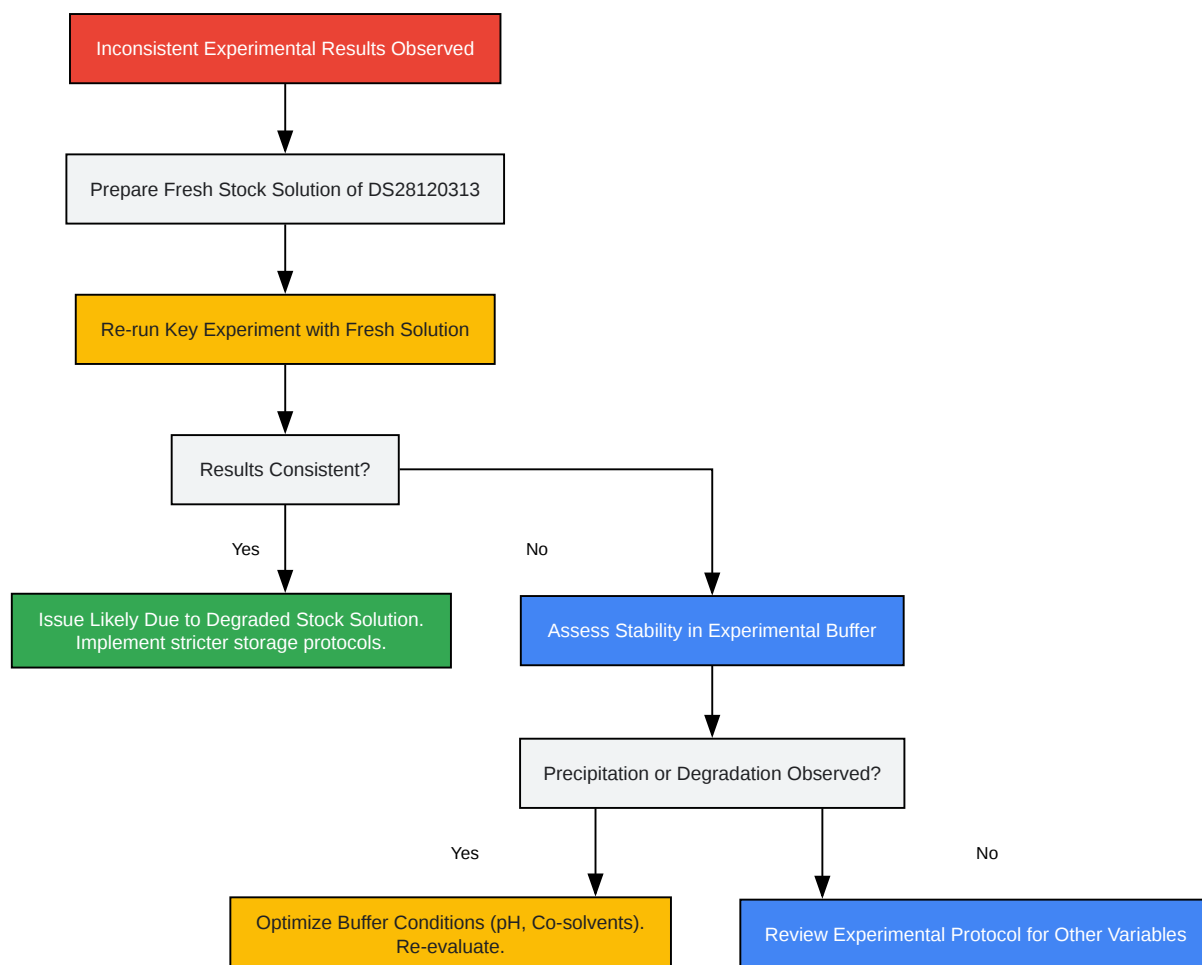 Inconsistent Experimental Results Observed
Prepare Fresh Stock Solution of DS28120313
Re-run Key Experiment with Fresh Solution
Results Consistent?
Yes
No
Issue Likely Due to Degraded Stock Solution.
Implement stricter storage protocols.
Assess Stability in Experimental Buffer
Precipitation or Degradation Observed?
Yes
No
Optimize Buffer Conditions (pH, Co-solvents).
Re-evaluate.
Review Experimental Protocol for Other Variables